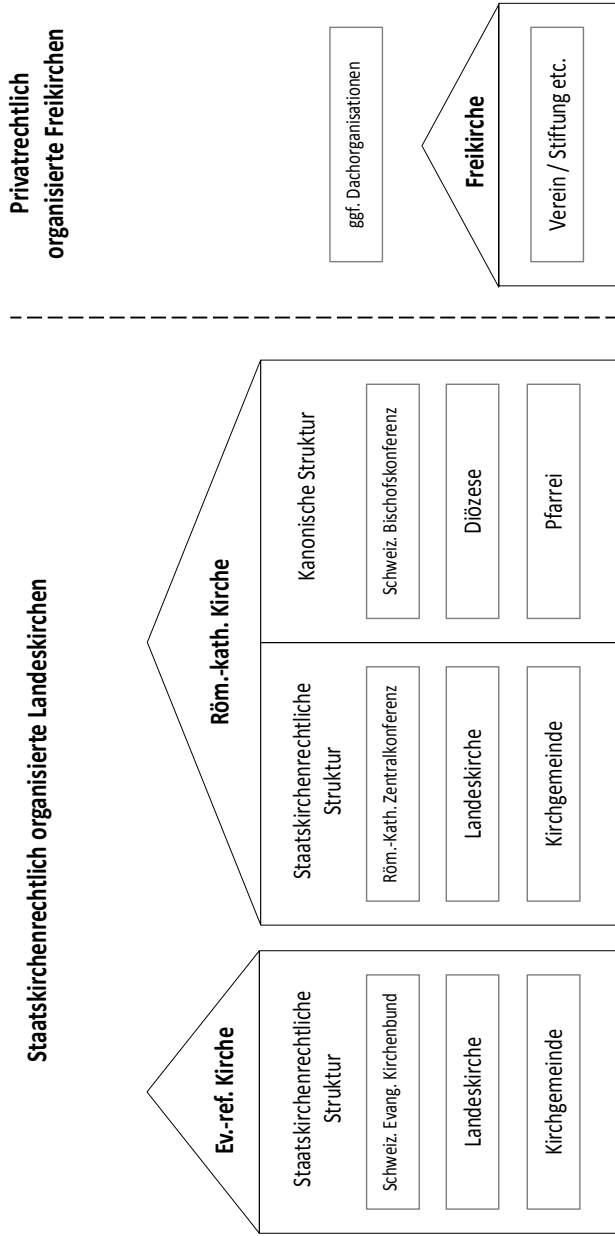 Staatskirchenrechtlich organisierte Landeskirchen
Ev.-ref. Kirche
Staatskirchenrechtliche
Struktur
Schweiz. Evang. Kirchenbund
Landeskirche
Kirchgemeinde
Röm.-kath. Kirche
Staatskirchenrechtliche
Struktur
Röm.-Kath. Zentralkonferenz
Landeskirche
Kirchgemeinde
Kanonische Struktur
Schweiz. Bischofskonferenz
Diözese
Pfarrei
Privatrechtlich
organisierte Freikirchen
ggf. Dachorganisationen
Freikirche
Verein / Stiftung etc.